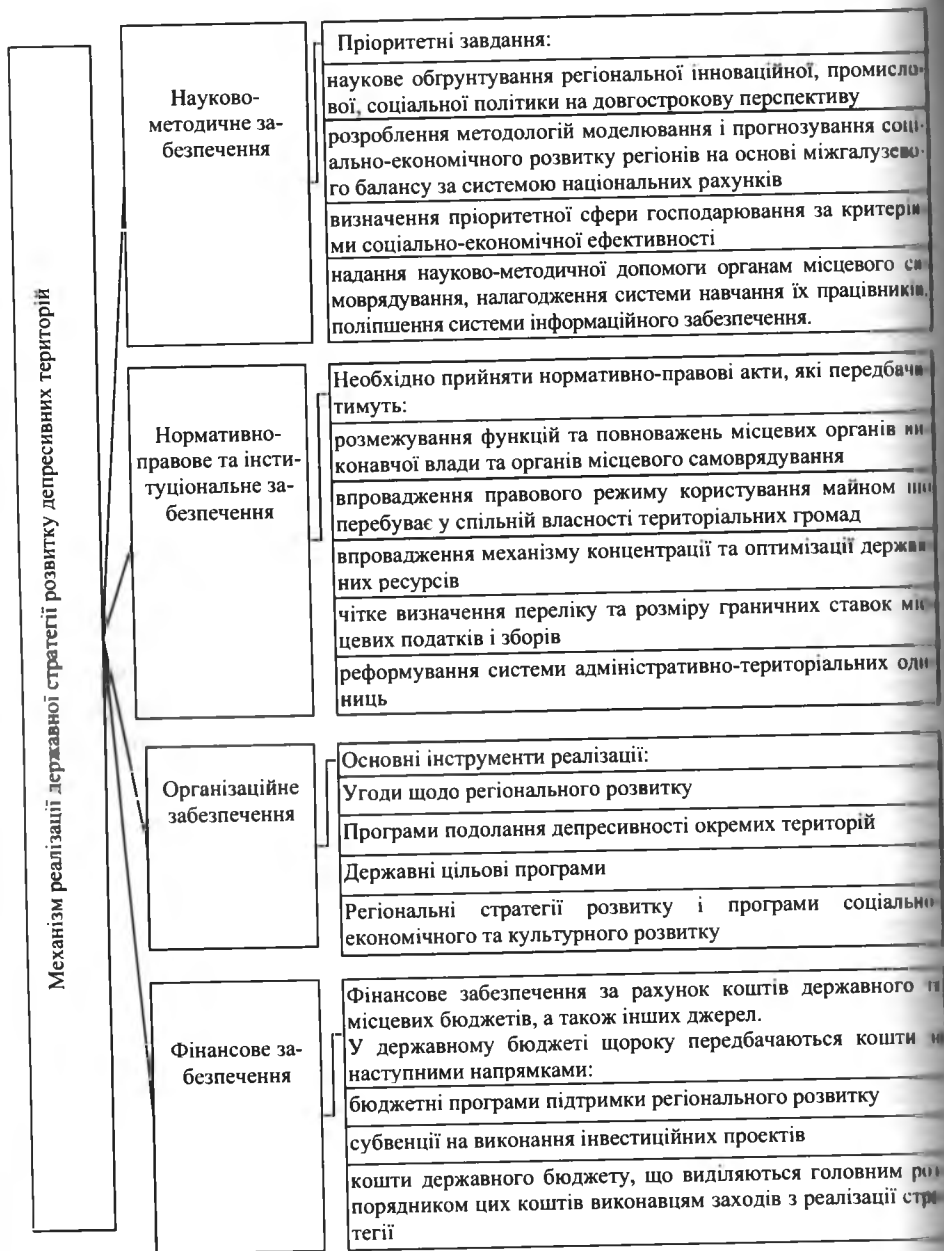 Механізм реалізації державної стратегії розвитку депресивних територій
Науково-
методичне за-
безпечення
Пріоритетні завдання:
наукове обгрунтування регіональної інноваційної, промисло-
вої, соціальної політики на довгострокову перспективу
розроблення методологій моделювання і прогнозування соці-
ально-економічного розвитку регіонів на основі міжгалузево-
го балансу за системою національних рахунків
визначення пріоритетної сфери господарювання за критерія-
ми соціально-економічної ефективності
надання науково-методичної допомоги органам місцевого са-
моврядування, налагодження системи навчання їх працівників,
поліпшення системи інформаційного забезпечення.
Нормативно-
правове та інсти-
туціональне за-
безпечення
Необхідно прийняти нормативно-правові акти, які передбача-
тимуть:
розмежування функцій та повноважень місцевих органів ви-
конавчої влади та органів місцевого самоврядування
впровадження правового режиму користування майном що
перебуває у спільній власності територіальних громад
впровадження механізму концентрації та оптимізації держав-
них ресурсів
чітке визначення переліку та розміру граничних ставок міс-
цевих податків і зборів
реформування системи адміністративно-територіальних оди-
ниць
Організаційне
забезпечення
Основні інструменти реалізації:
Угоди щодо регіонального розвитку
Програми подолання депресивності окремих територій
Державні цільові програми
Регіональні стратегії розвитку і програми соціально-
економічного та культурного розвитку
Фінансове за-
безпечення
Фінансове забезпечення за рахунок коштів державного
місцевих бюджетів, а також інших джерел.
У державному бюджеті щороку передбачаються кошти
наступними напрямками:
бюджетні програми підтримки регіонального розвитку
субвенції на виконання інвестиційних проектів
кошти державного бюджету, що виділяються головним роз-
порядником цих коштів виконавцям заходів з реалізації стра-
тегії